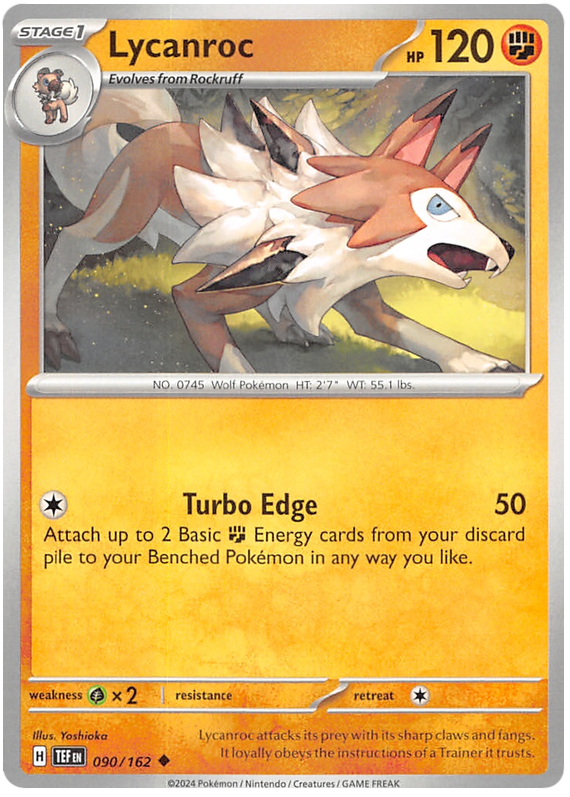 STAGE1
Lycanroc
HP 120
Evolves from Rockruff
NO. 0745 Wolf Pokémon HT: 2'7" WT: 55.1 lbs.
Turbo Edge 50
Attach up to 2 Basic Energy cards from your discard
pile to your Benched Pokémon in any way you like.
weakness ×2 resistance retreat
Illus. Yoshioka
H TEF EN 090/162
Lycanroc attacks its prey with its sharp claws and fangs.
It loyally obeys the instructions of a Trainer it trusts.
©2024 Pokémon / Nintendo / Creatures / GAME FREAK